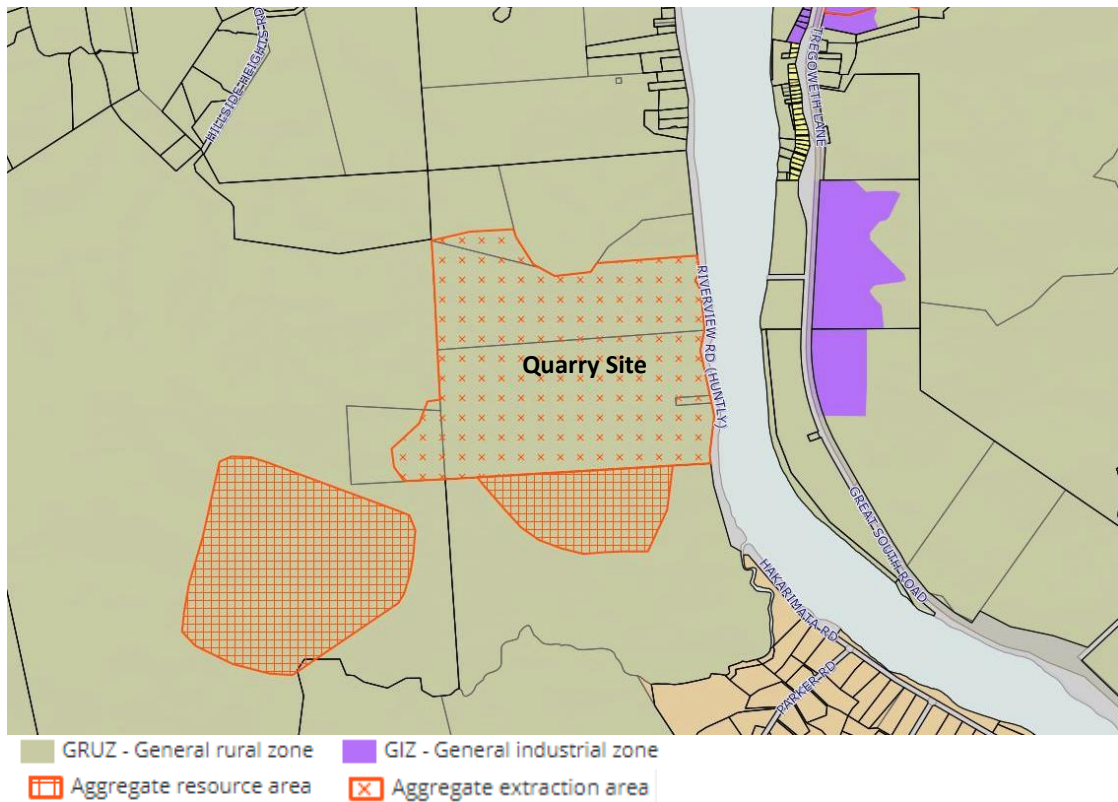 HILLSIDE HEIGHTS RD
TREGOWETH LANE
RIVERVIEW RD (HUNTLY)
Quarry Site
GREAT SOUTH ROAD
HAKARIMATA RD
PARKER RD
GRUZ - General rural zone
GIZ - General industrial zone
Aggregate resource area
Aggregate extraction area